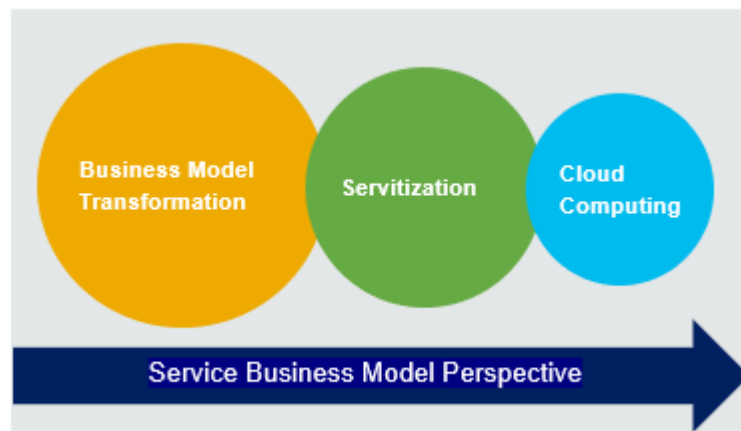 Business Model
Transformation
Servitization
Cloud
Computing
Service Business Model Perspective